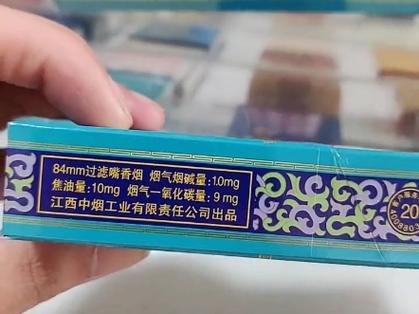 84mm过滤嘴香烟 烟气烟碱量:1.0mg
焦油量:10mg 烟气一氧化碳量:9mg
江西中烟工业有限责任公司出品
20